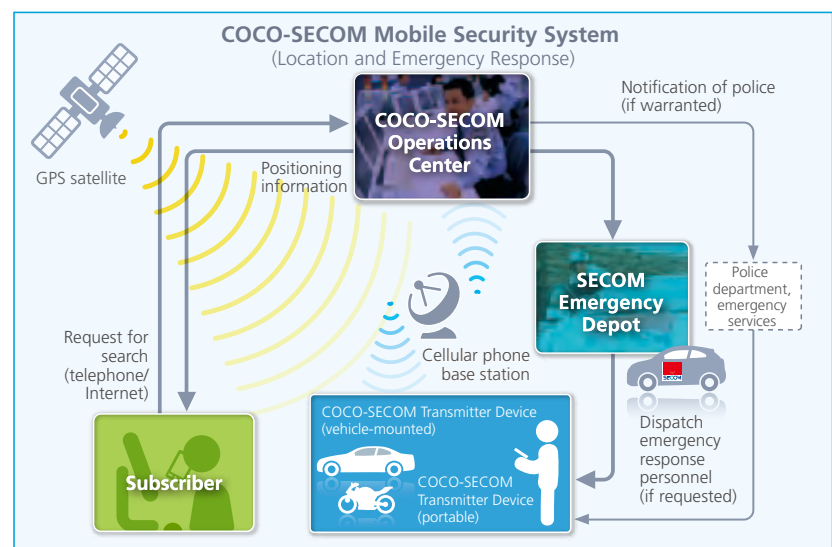 COCO-SECOM Mobile Security System
(Location and Emergency Response)
Notification of police
(if warranted)
COCO-SECOM
Operations
Center
GPS satellite
Positioning
information
SECOM
Emergency
Depot
Police
department,
emergency
services
Request for
search
(telephone/
Internet)
Cellular phone
base station
SECOM
COCO-SECOM Transmitter Device
(vehicle-mounted)
Dispatch
emergency
response
personnel
(if requested)
Subscriber
COCO-SECOM
Transmitter Device
(portable)